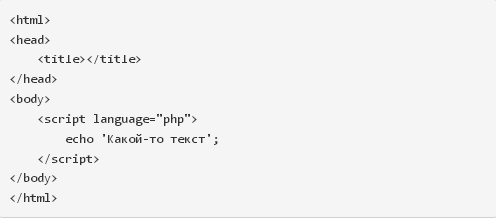 <html>
<head>
    <title></title>
</head>
<body>
    <script language="php">
        echo 'Какой-то текст';
    </script>
</body>
</html>